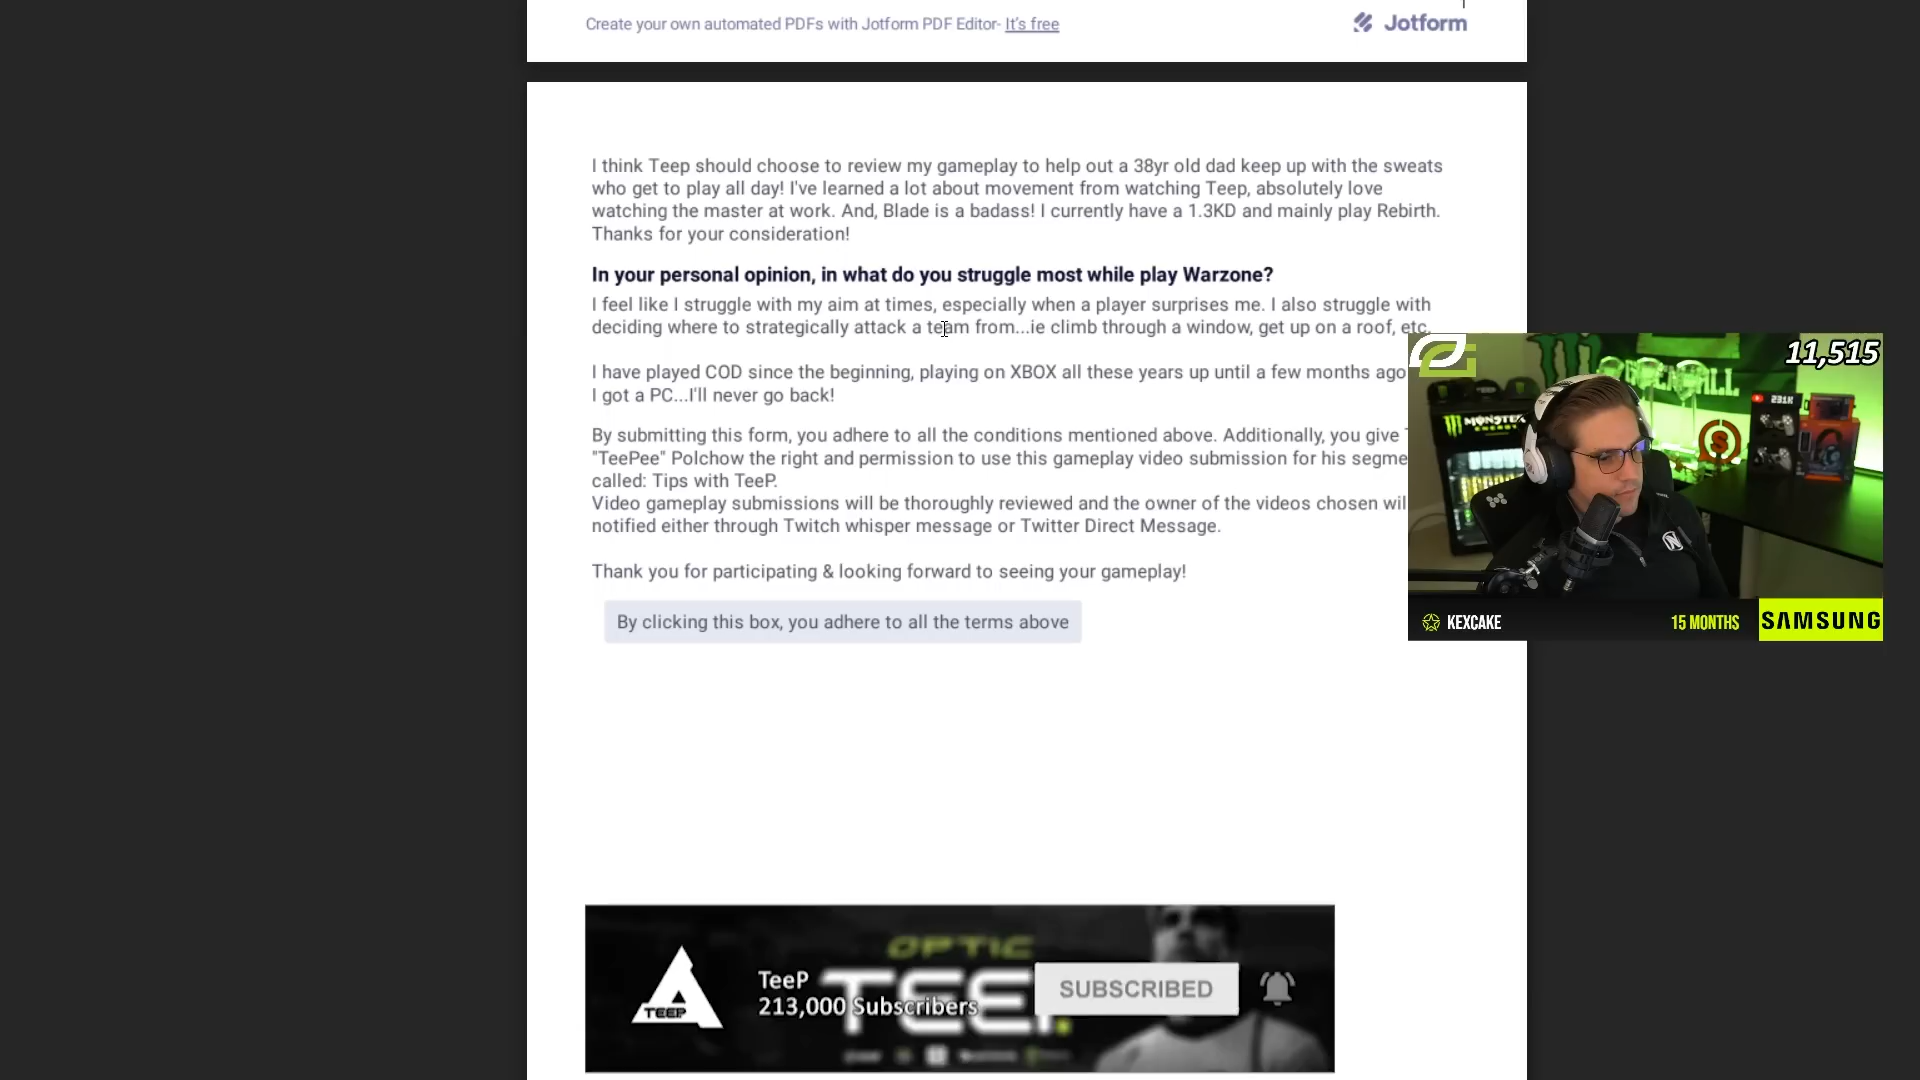 Create your own automated PDFs with Jotform PDF Editor- It's free
Jotform
I think Teep should choose to review my gameplay to help out a 38yr old dad keep up with the sweats
who get to play all day! I've learned a lot about movement from watching Teep, absolutely love
watching the master at work. And, Blade is a badass! I currently have a 1.3KD and mainly play Rebirth.
Thanks for your consideration!
In your personal opinion, in what do you struggle most while play Warzone?
I feel like I struggle with my aim at times, especially when a player surprises me. I also struggle with
deciding where to strategically attack a team from...ie climb through a window, get up on a roof, etc.
I have played COD since the beginning, playing on XBOX all these years up until a few months ago
I got a PC...I'll never go back!
By submitting this form, you adhere to all the conditions mentioned above. Additionally, you give
"TeePee" Polchow the right and permission to use this gameplay video submission for his segme
called: Tips with TeeP.
Video gameplay submissions will be thoroughly reviewed and the owner of the videos chosen wil
notified either through Twitch whisper message or Twitter Direct Message.
Thank you for participating & looking forward to seeing your gameplay!
By clicking this box, you adhere to all the terms above
11,515
231K
MONSTER
KEXCAKE
15 MONTHS
SAMSUNG
OPTIC
TEEP
TeeP
213,000 Subscribers
SUBSCRIBED